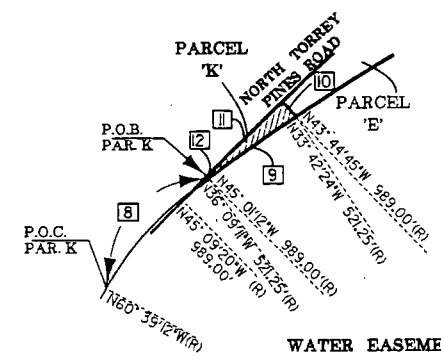 PARCEL
'K'
NORTH TORREY
PINES ROAD
10
PARCEL
'E'
11
P.O.B.
PAR. K
12
9
N43° 44'45"W 989.00'(R)
N33° 42'24"W 521.25'(R)
8
N45° 01'12"W 989.00'(R)
N36° 09'11"W 521.25'(R)
N45° 09'20"W (R)
989.00'
P.O.C.
PAR. K
N60° 39'12"W(R)
WATER EASEME